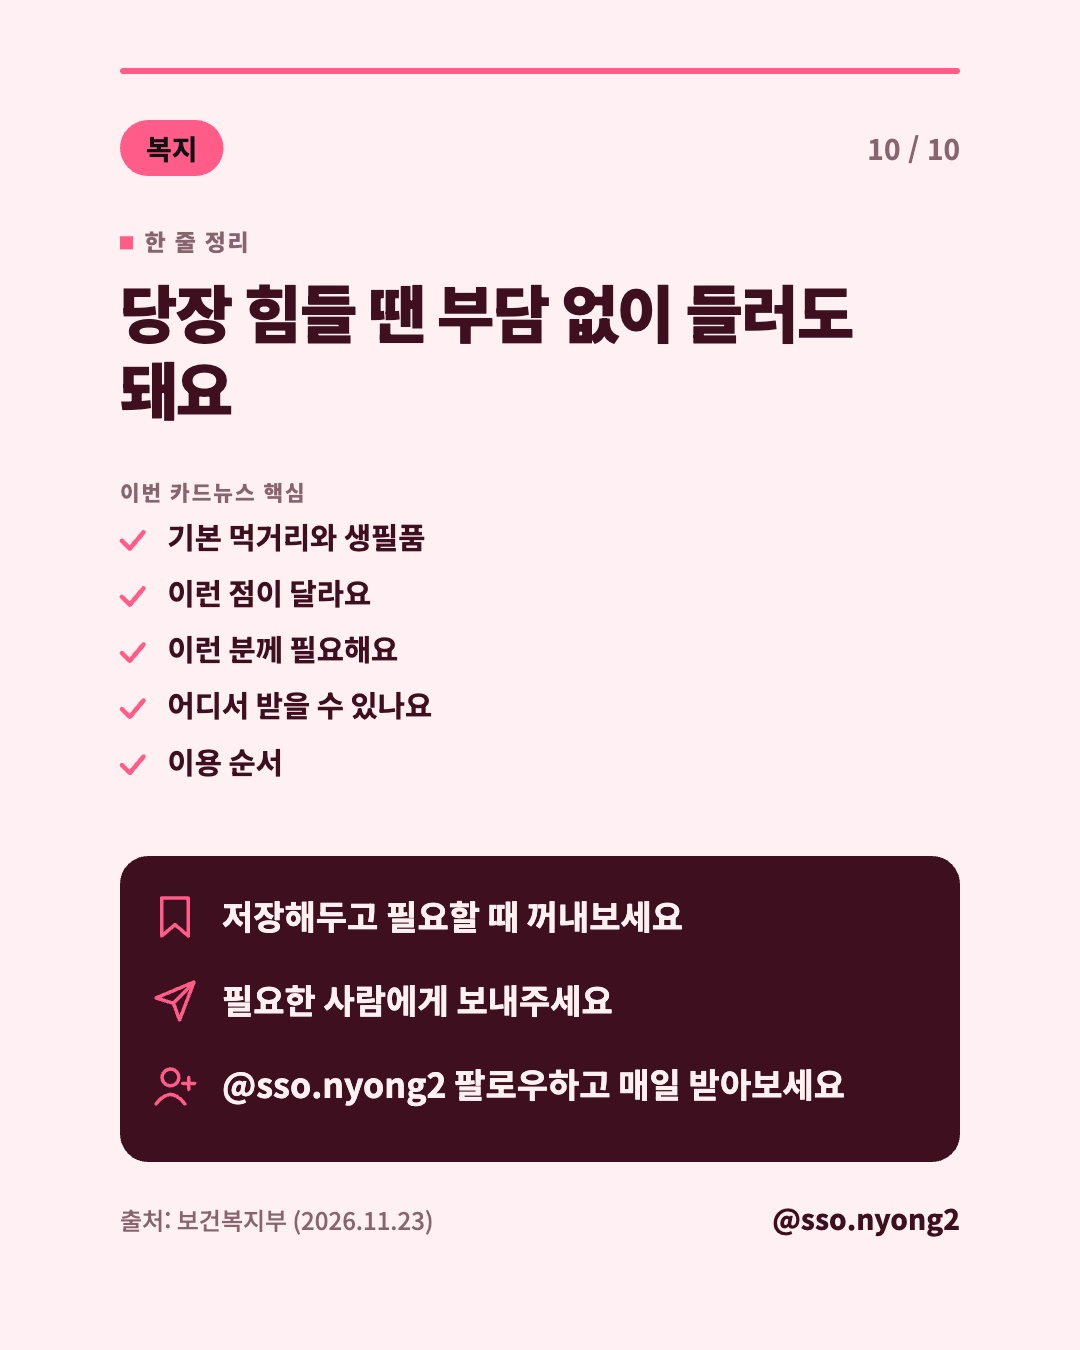 복지
10 / 10
한 줄 정리
당장 힘들 땐 부담 없이 들러도
돼요
이번 카드뉴스 핵심
기본 먹거리와 생필품
이런 점이 달라요
이런 분께 필요해요
어디서 받을 수 있나요
이용 순서
저장해두고 필요할 때 꺼내보세요
필요한 사람에게 보내주세요
@sso.nyong2 팔로우하고 매일 받아보세요
출처: 보건복지부 (2026.11.23)
@sso.nyong2